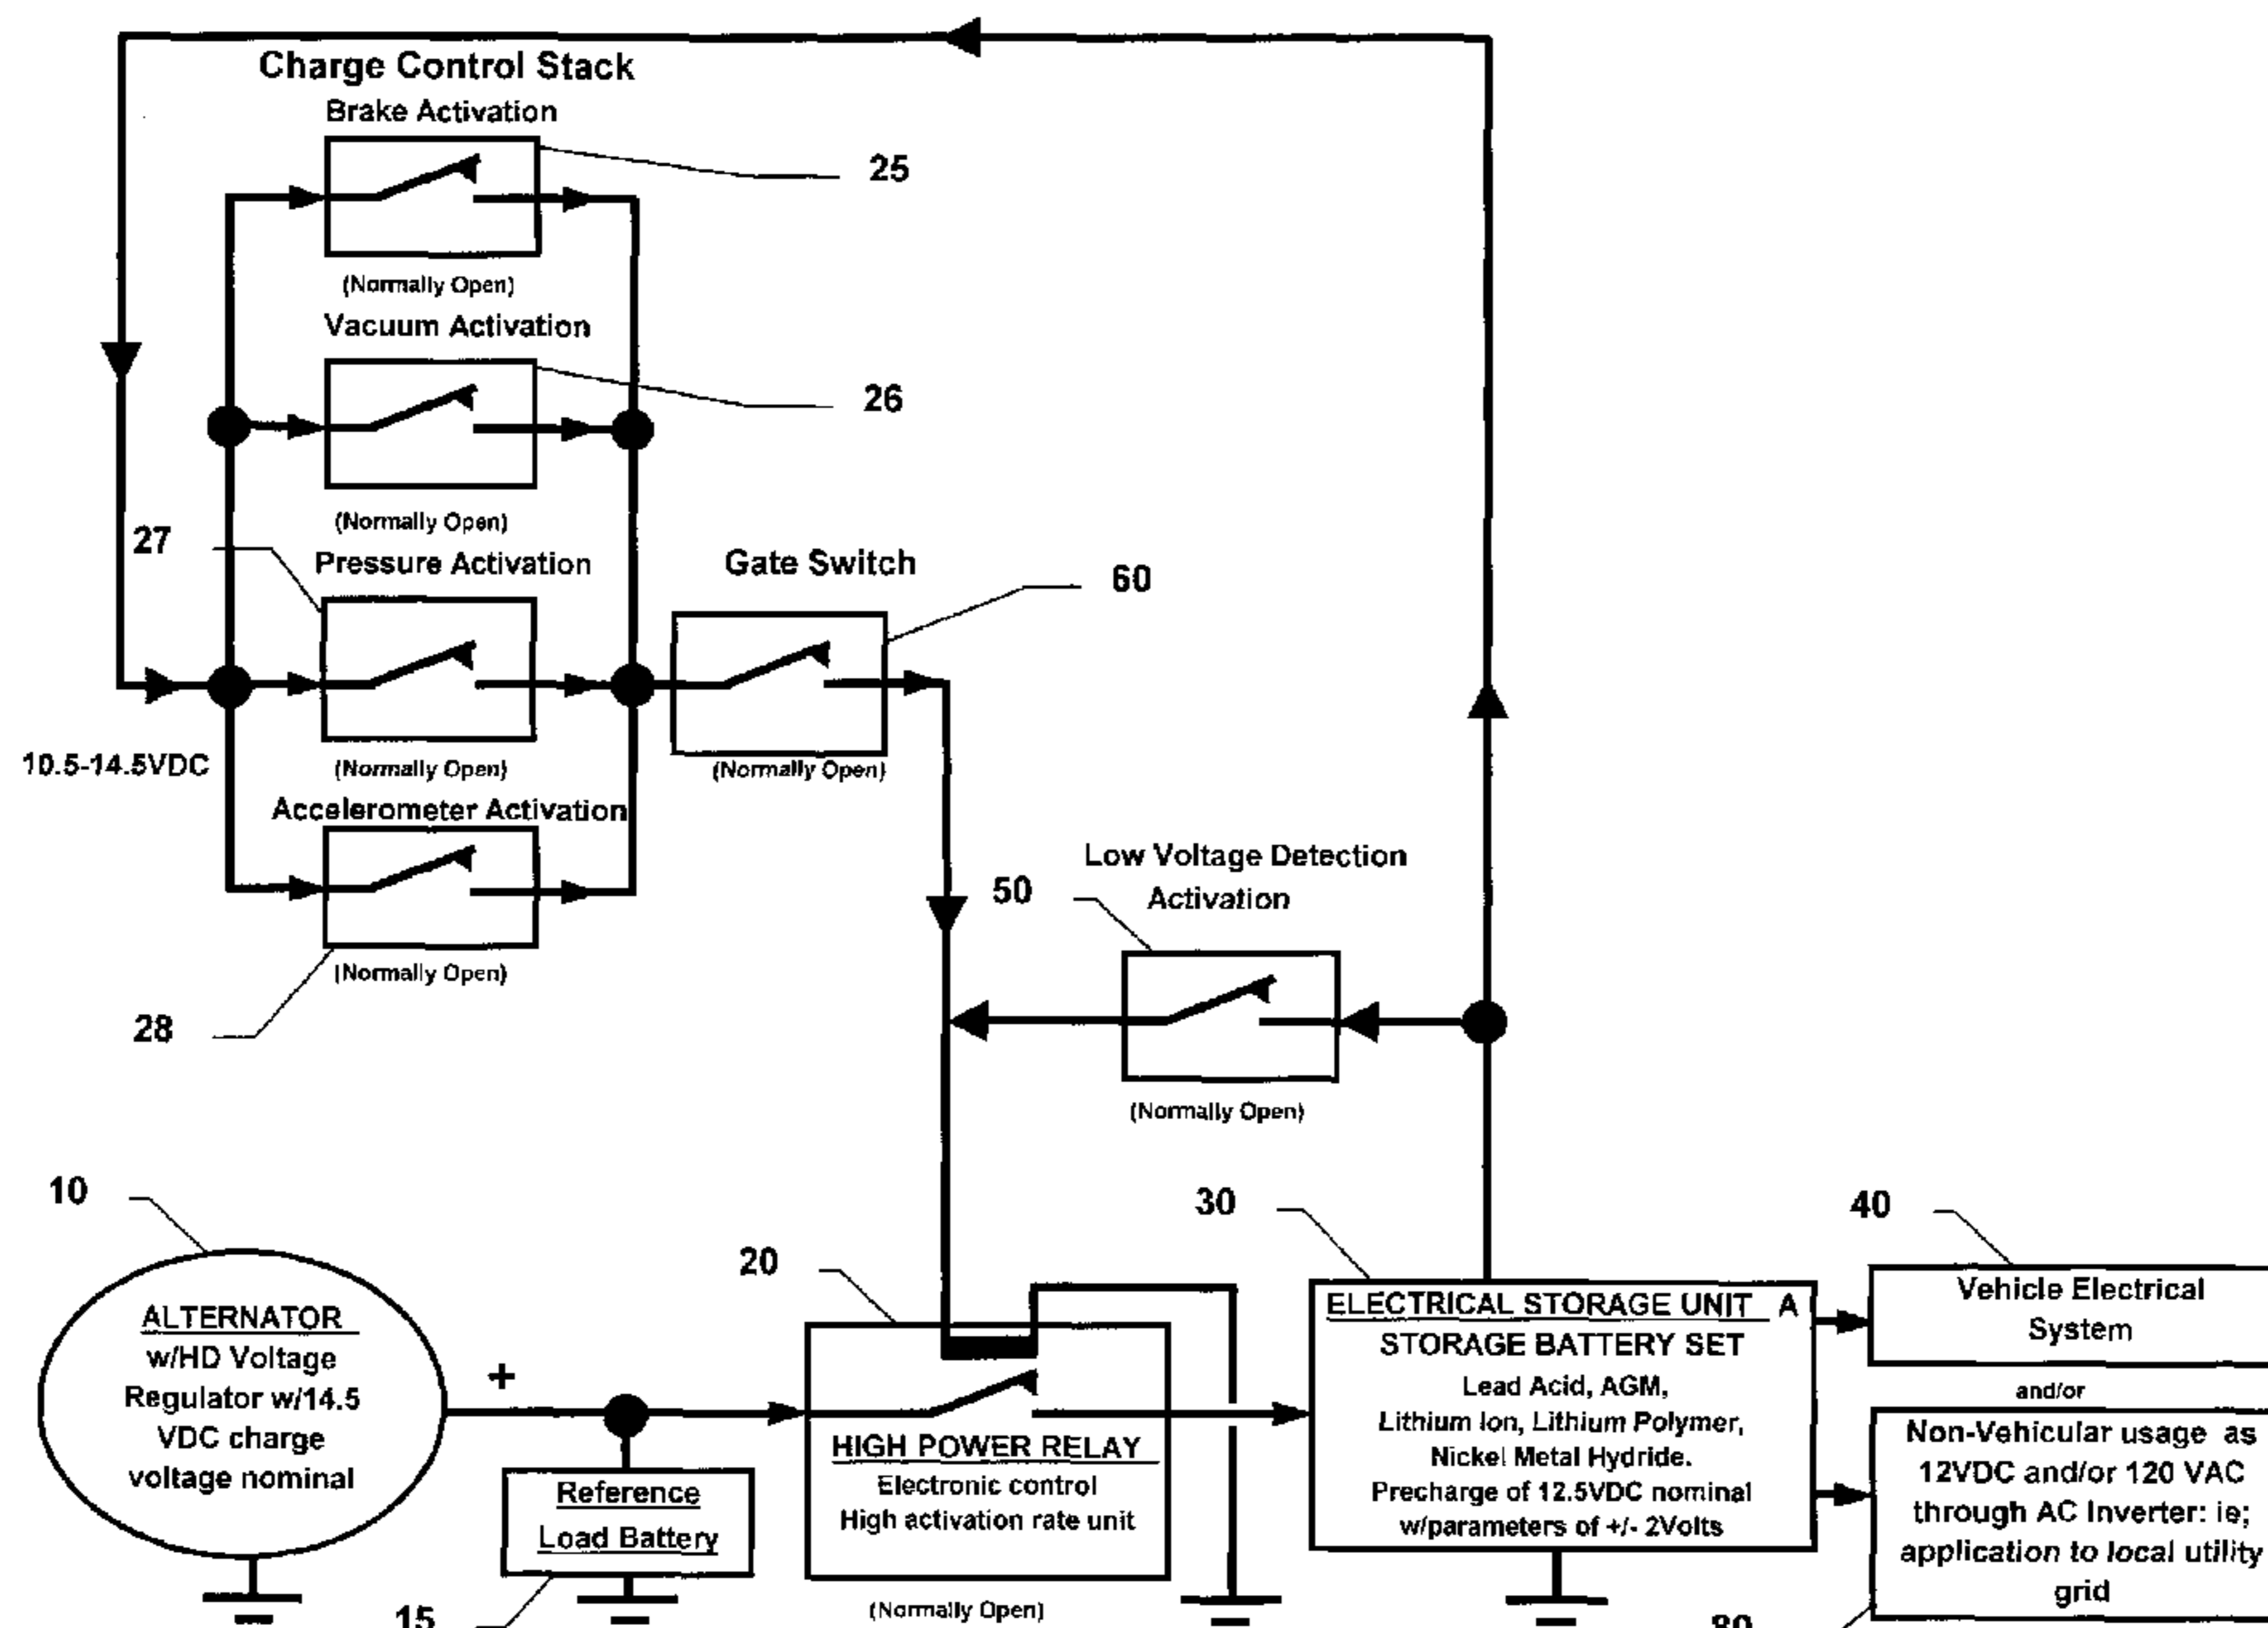 Charge Control Stack
Brake Activation
25
(Normally Open)
Vacuum Activation
26
(Normally Open)
27
Pressure Activation
Gate Switch
60
10.5-14.5VDC
(Normally Open)
(Normally Open)
Accelerometer Activation
(Normally Open)
28
Low Voltage Detection
Activation
50
(Normally Open)
10
ALTERNATOR
w/HD Voltage
Regulator w/14.5
VDC charge
voltage nominal
+
Reference
Load Battery
15
20
HIGH POWER RELAY
Electronic control
High activation rate unit
(Normally Open)
30
ELECTRICAL STORAGE UNIT A
STORAGE BATTERY SET
Lead Acid, AGM,
Lithium Ion, Lithium Polymer,
Nickel Metal Hydride.
Precharge of 12.5VDC nominal
w/parameters of +/- 2Volts
40
Vehicle Electrical
System
and/or
Non-Vehicular usage as
12VDC and/or 120 VAC
through AC Inverter: ie;
application to local utility
grid
80